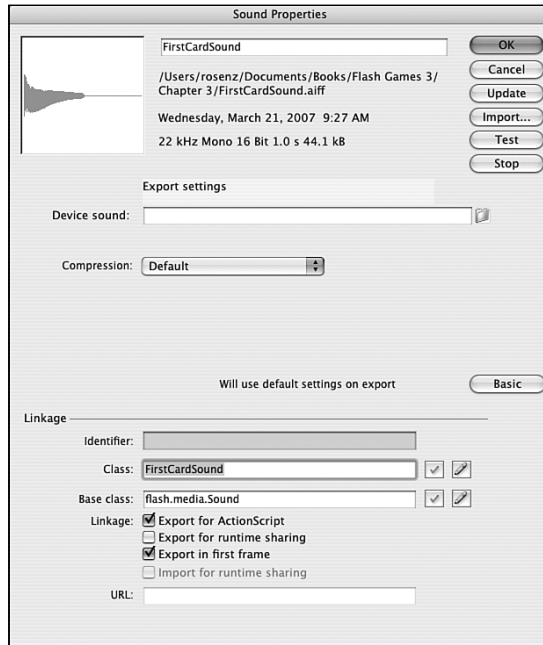 Sound Properties
FirstCardSound
OK
/Users/rosenz/Documents/Books/Flash Games 3/
Chapter 3/FirstCardSound.aiff
Cancel
Update
Wednesday, March 21, 2007 9:27 AM
Import...
22 kHz Mono 16 Bit 1.0 s 44.1 kB
Test
Stop
Export settings
Device sound:
Compression: Default
Will use default settings on export
Basic
Linkage
Identifier:
Class: FirstCardSound
Base class: flash.media.Sound
Linkage: Export for ActionScript
Export for runtime sharing
Export in first frame
Import for runtime sharing
URL: